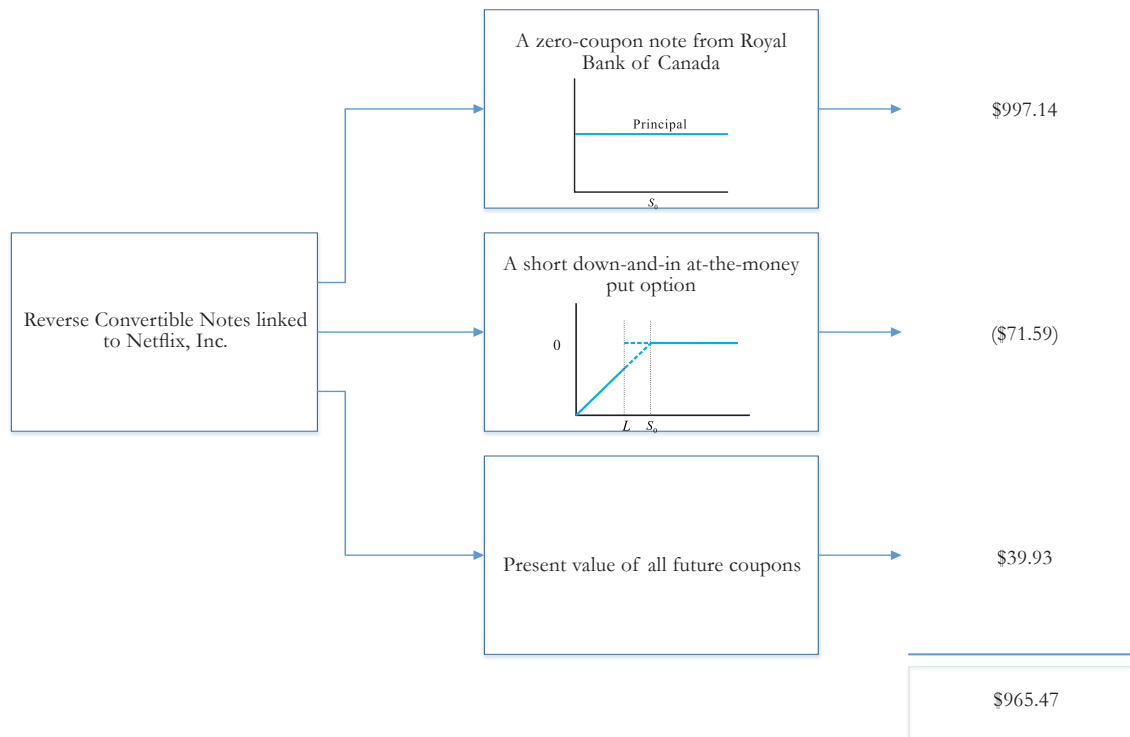 A zero-coupon note from Royal
Bank of Canada
Principal
S₀
$997.14
Reverse Convertible Notes linked
to Netflix, Inc.
A short down-and-in at-the-money
put option
0
L S₀
($71.59)
Present value of all future coupons
$39.93
$965.47